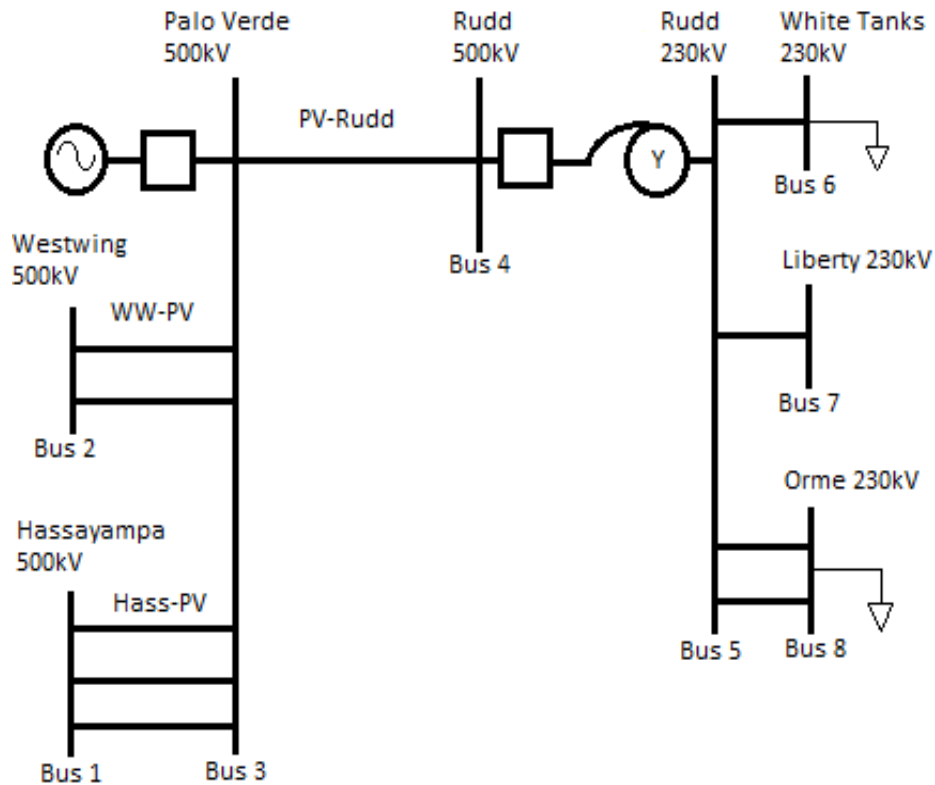 Palo Verde
500kV
Rudd
500kV
Rudd
230kV
White Tanks
230kV
PV-Rudd
Y
Bus 6
Westwing
500kV
Bus 4
Liberty 230kV
WW-PV
Bus 7
Bus 2
Orme 230kV
Hassayampa
500kV
Hass-PV
Bus 5
Bus 8
Bus 1
Bus 3